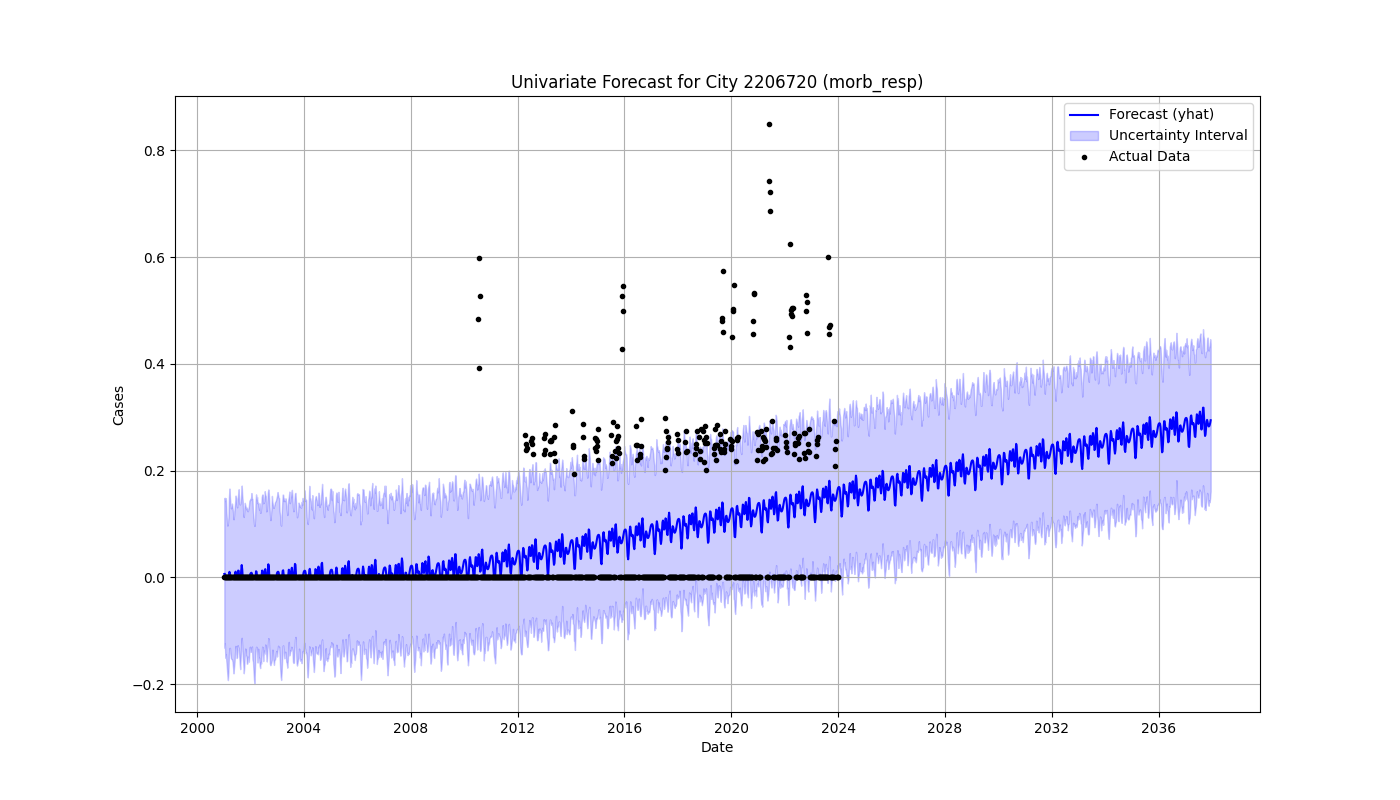 Univariate Forecast for City 2206720 (morb_resp)
Forecast (yhat)
Uncertainty Interval
Actual Data
Cases
0.8
0.6
0.4
0.2
0.0
−0.2
2000 2004 2008 2012 2016 2020 2024 2028 2032 2036
Date